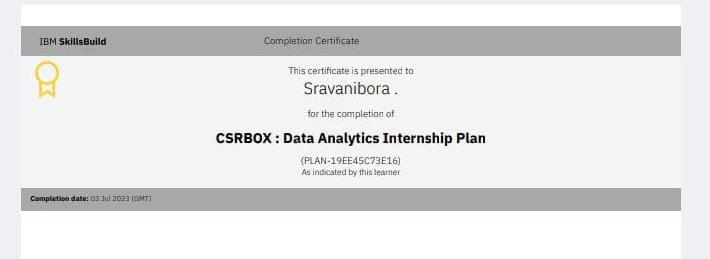 IBM SkillsBuild
Completion Certificate
This certificate is presented to
Sravanibora .
for the completion of
CSRBOX : Data Analytics Internship Plan
(PLAN-19EE45C73E16)
As indicated by this learner
Completion date: 03 Jul 2023 (GMT)